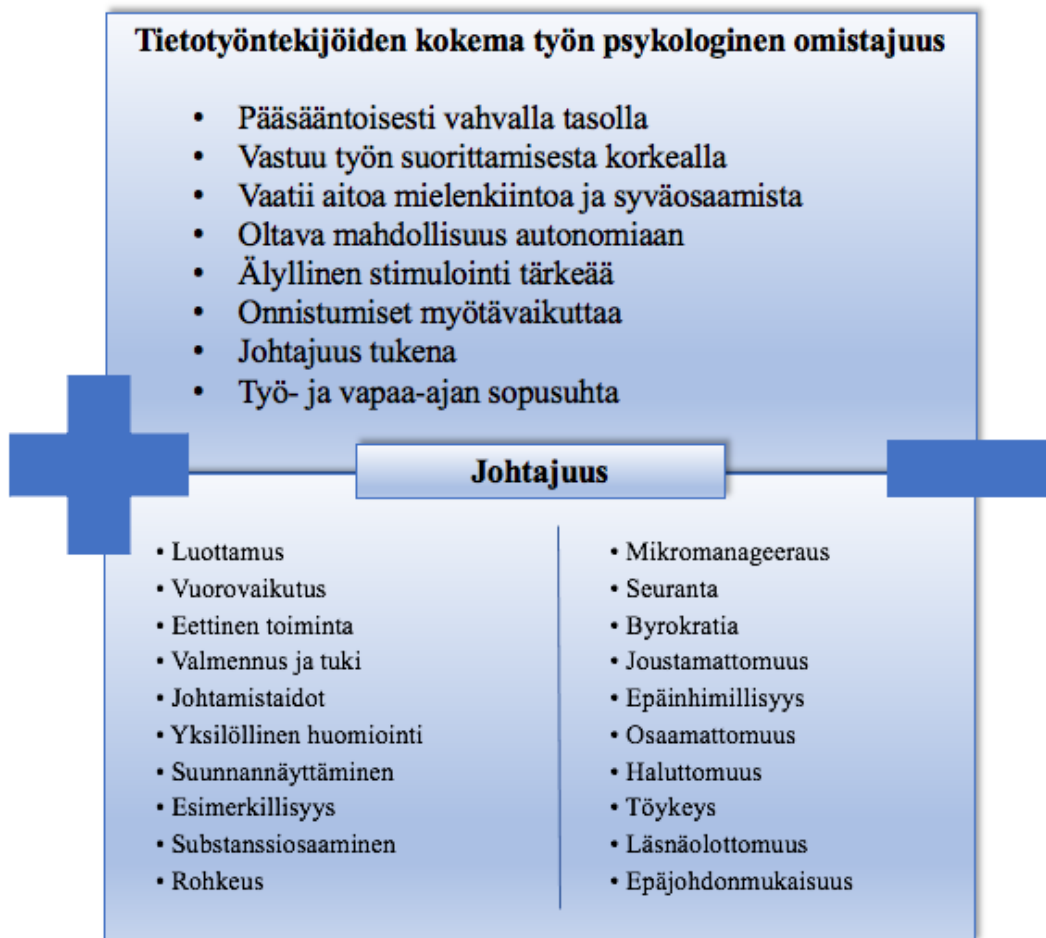 Tietotyöntekijöiden kokema työn psykologinen omistajuus
• Pääsääntöisesti vahvalla tasolla
• Vastuu työn suorittamisesta korkealla
• Vaatii aitoa mielenkiintoa ja syväosaamista
• Oltava mahdollisuus autonomiaan
• Älyllinen stimulointi tärkeää
• Onnistumiset myötävaikuttaa
• Johtajuus tukena
• Työ- ja vapaa-ajan sopusuhta
Johtajuus
• Luottamus
• Vuorovaikutus
• Eettinen toiminta
• Valmennus ja tuki
• Johtamistaidot
• Yksilöllinen huomiointi
• Suunnannäyttäminen
• Esimerkillisyys
• Substanssiosaaminen
• Rohkeus
• Mikromanageeraus
• Seuranta
• Byrokratia
• Joustamattomuus
• Epäinhimillisyys
• Osaamattomuus
• Haluttomuus
• Töykeys
• Läsnäolottomuus
• Epäjohdonmukaisuus